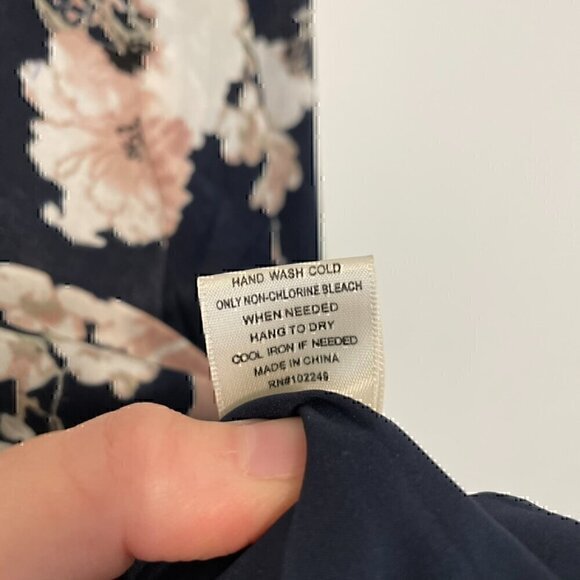 HAND WASH COLD
ONLY NON-CHLORINE BLEACH
WHEN NEEDED
HANG TO DRY
COOL IRON IF NEEDED
MADE IN CHINA
RN#102249